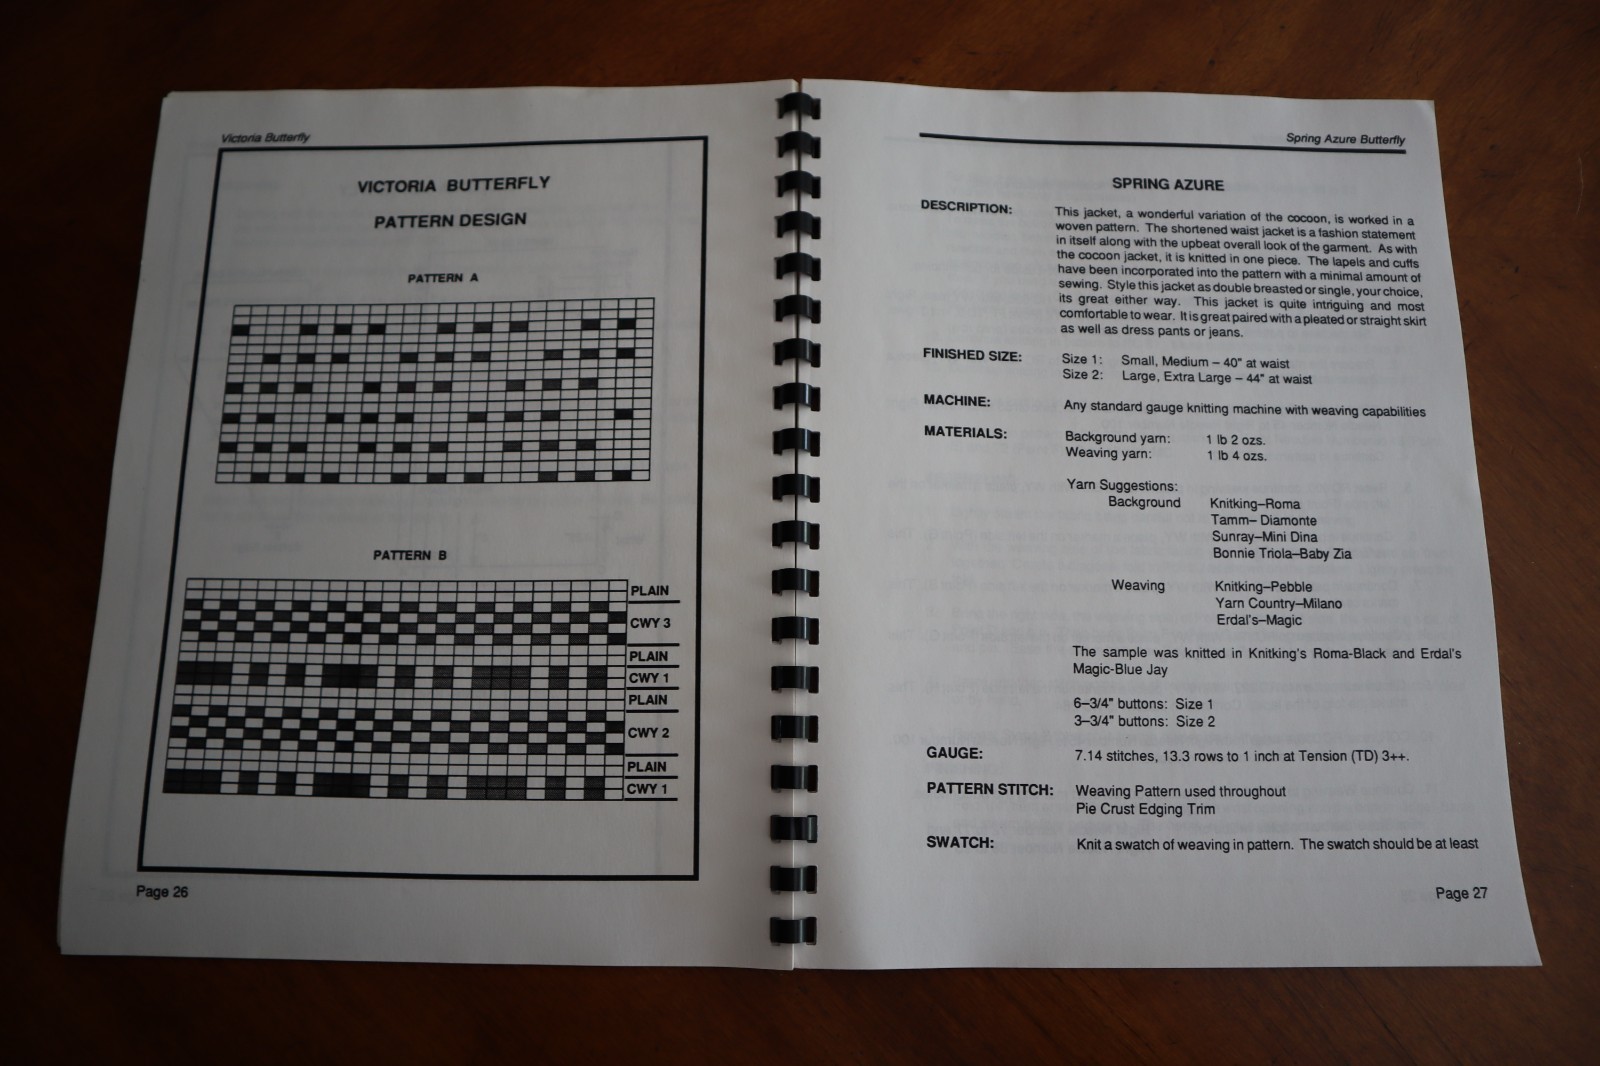 Victoria Butterfly
VICTORIA BUTTERFLY
PATTERN DESIGN
PATTERN A
PATTERN B
PLAIN
CWY 3
PLAIN
CWY 1
PLAIN
CWY 2
PLAIN
CWY 1
Page 26
Spring Azure Butterfly
SPRING AZURE
DESCRIPTION: This jacket, a wonderful variation of the cocoon, is worked in a
woven pattern. The shortened waist jacket is a fashion statement
in itself along with the upbeat overall look of the garment. As with
the cocoon jacket, it is knitted in one piece. The lapels and cuffs
have been incorporated into the pattern with a minimal amount of
sewing. Style this jacket as double breasted or single, your choice,
its great either way. This jacket is quite intriguing and most
comfortable to wear. It is great paired with a pleated or straight skirt
as well as dress pants or jeans.
FINISHED SIZE: Size 1: Small, Medium – 40" at waist
Size 2: Large, Extra Large – 44" at waist
MACHINE: Any standard gauge knitting machine with weaving capabilities
MATERIALS: Background yarn: 1 lb 2 ozs.
Weaving yarn: 1 lb 4 ozs.
Yarn Suggestions:
Background Knitking–Roma
Tamm– Diamonte
Sunray–Mini Dina
Bonnie Triola–Baby Zia
Weaving Knitking–Pebble
Yarn Country–Milano
Erdal's–Magic
The sample was knitted in Knitking's Roma-Black and Erdal's
Magic-Blue Jay
6–3/4" buttons: Size 1
3–3/4" buttons: Size 2
GAUGE: 7.14 stitches, 13.3 rows to 1 inch at Tension (TD) 3++.
PATTERN STITCH: Weaving Pattern used throughout
Pie Crust Edging Trim
SWATCH: Knit a swatch of weaving in pattern. The swatch should be at least
Page 27